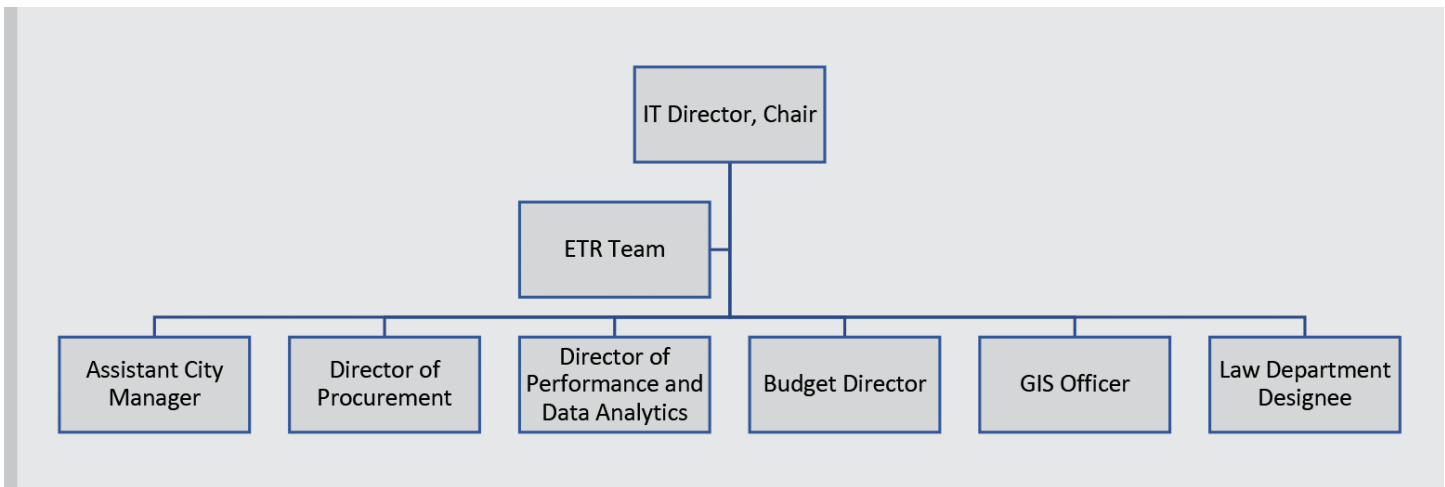 IT Director, Chair
ETR Team
Assistant City
Manager
Director of
Procurement
Director of
Performance and
Data Analytics
Budget Director
GIS Officer
Law Department
Designee